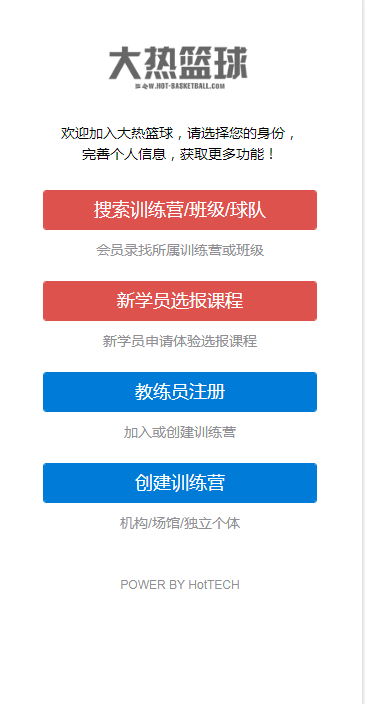 大热篮球
欢迎加入大热篮球，请选择您的身份，
完善个人信息，获取更多功能！
搜索训练营/班级/球队
会员录找所属训练营或班级
新学员选报课程
新学员申请体验选报课程
教练员注册
加入或创建训练营
创建训练营
机构/场馆/独立个体
POWER BY HotTECH